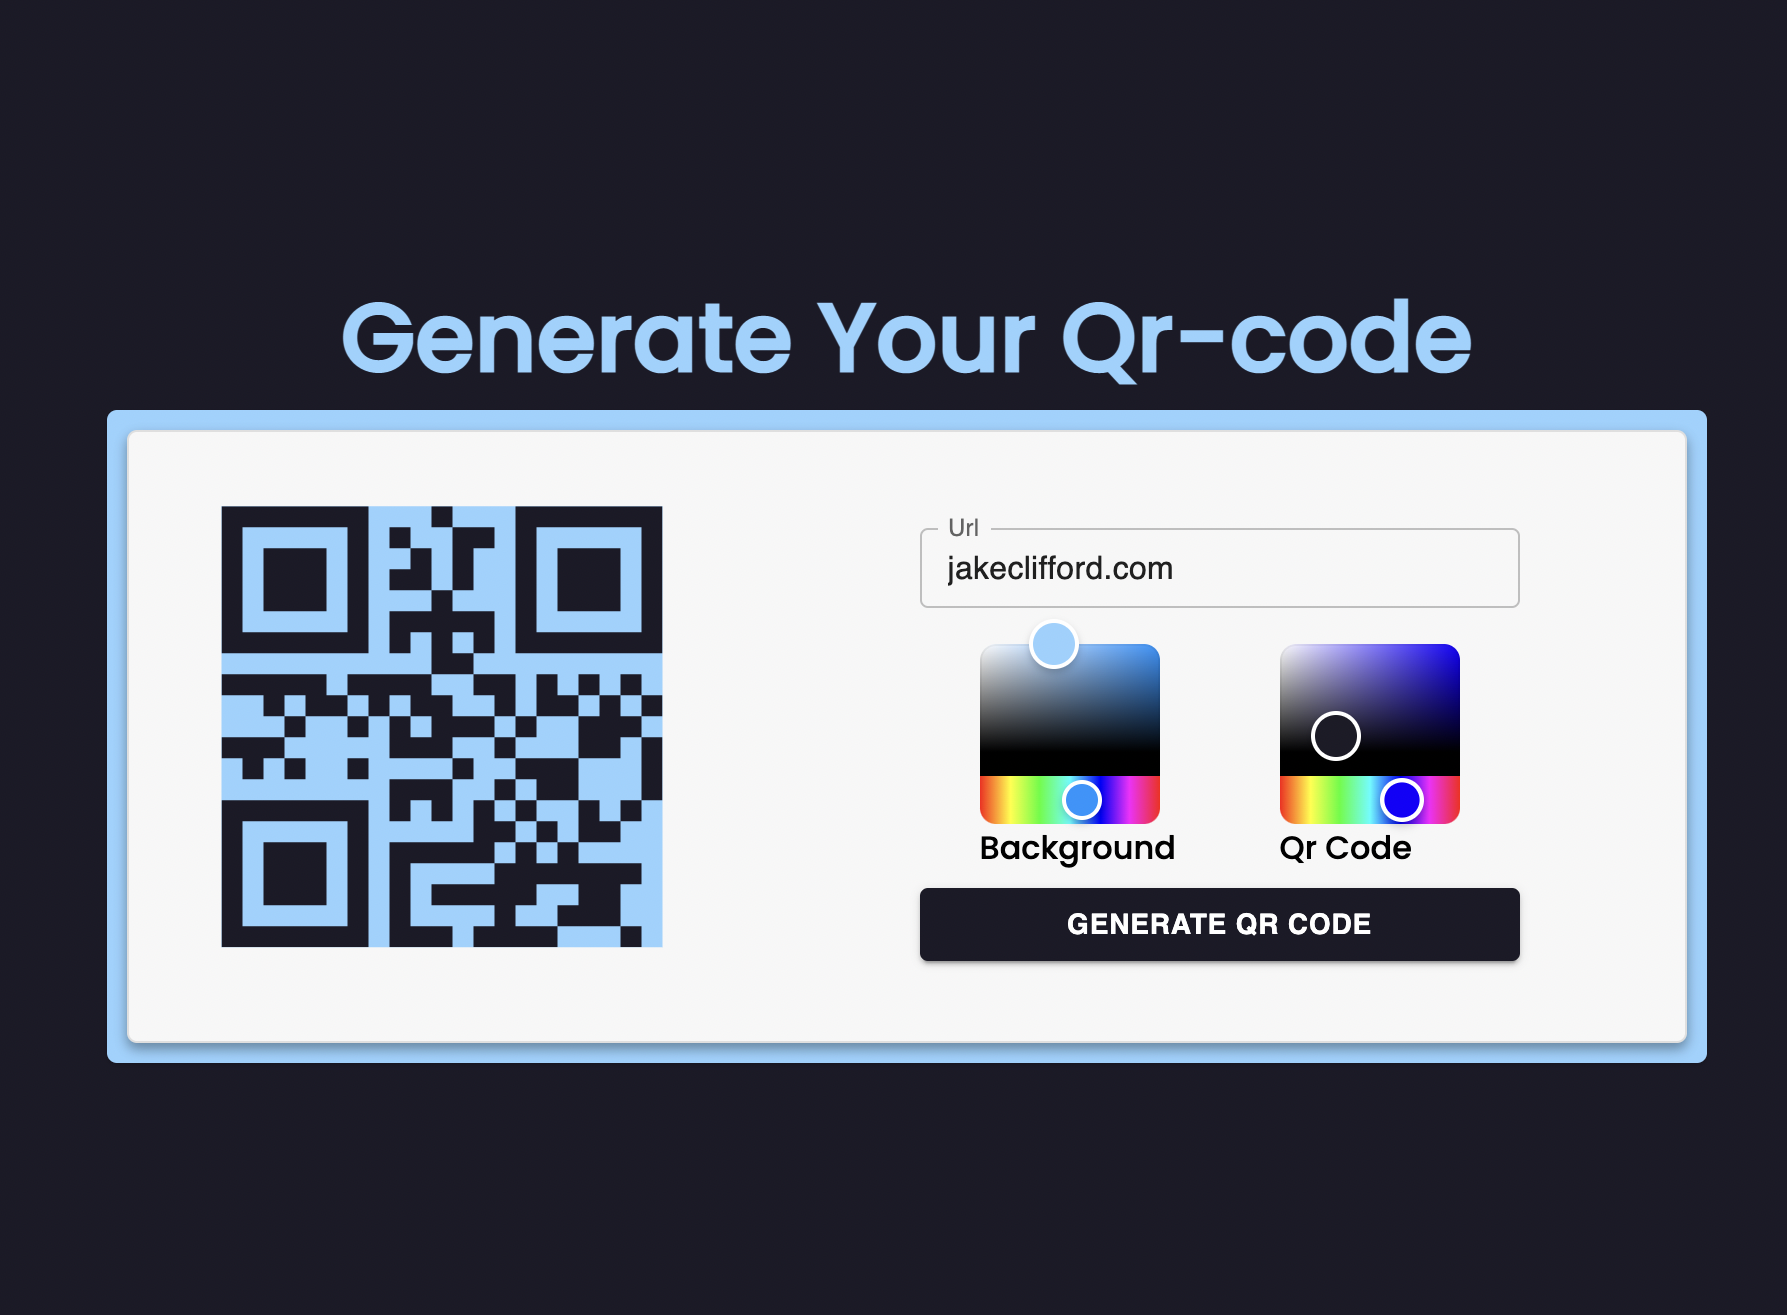 Generate Your Qr-code
Url
jakeclifford.com
Background
Qr Code
GENERATE QR CODE